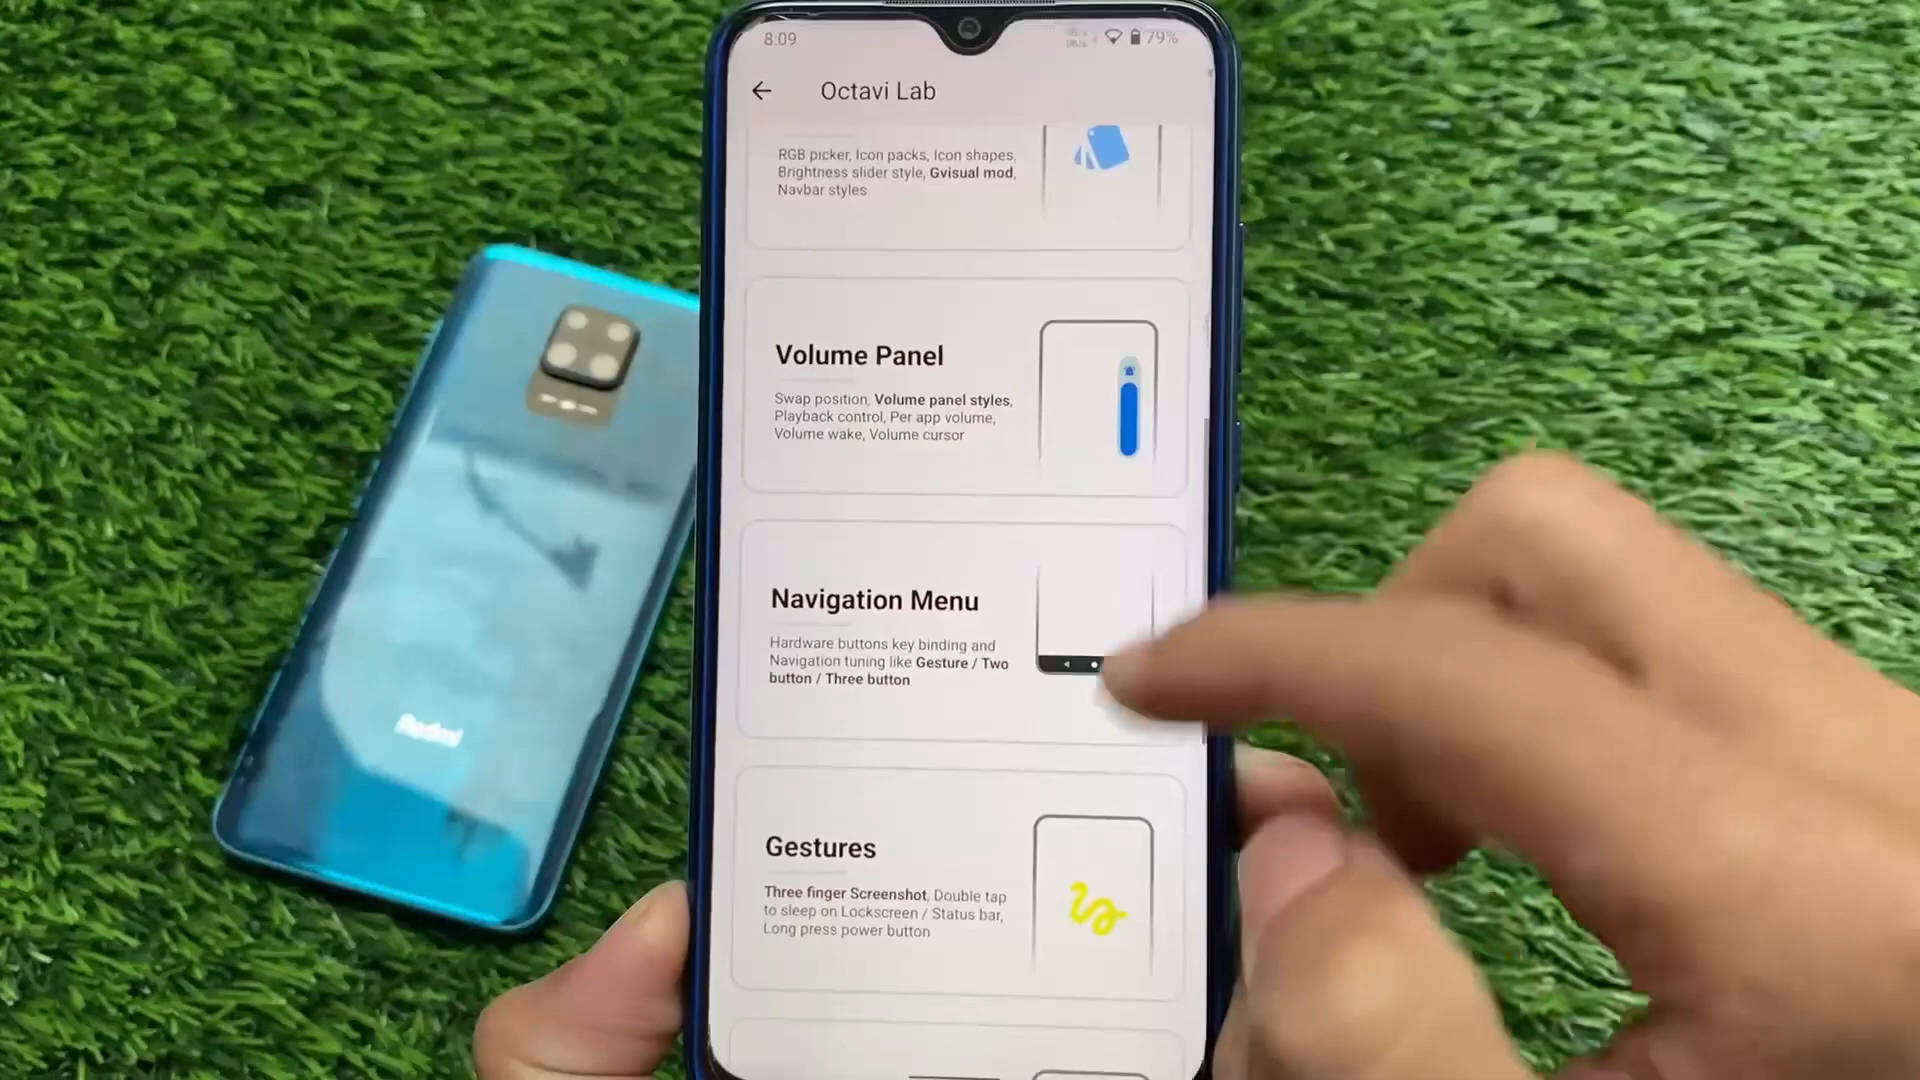 8:09
79%
Octavi Lab
RGB picker, Icon packs, Icon shapes,
Brightness slider style, Gvisual mod,
Navbar styles
Volume Panel
Swap position, Volume panel styles,
Playback control, Per app volume,
Volume wake, Volume cursor
Navigation Menu
Hardware buttons key binding and
Navigation tuning like Gesture / Two
button / Three button
Gestures
Three finger Screenshot, Double tap
to sleep on Lockscreen / Status bar,
Long press power button
Redmi